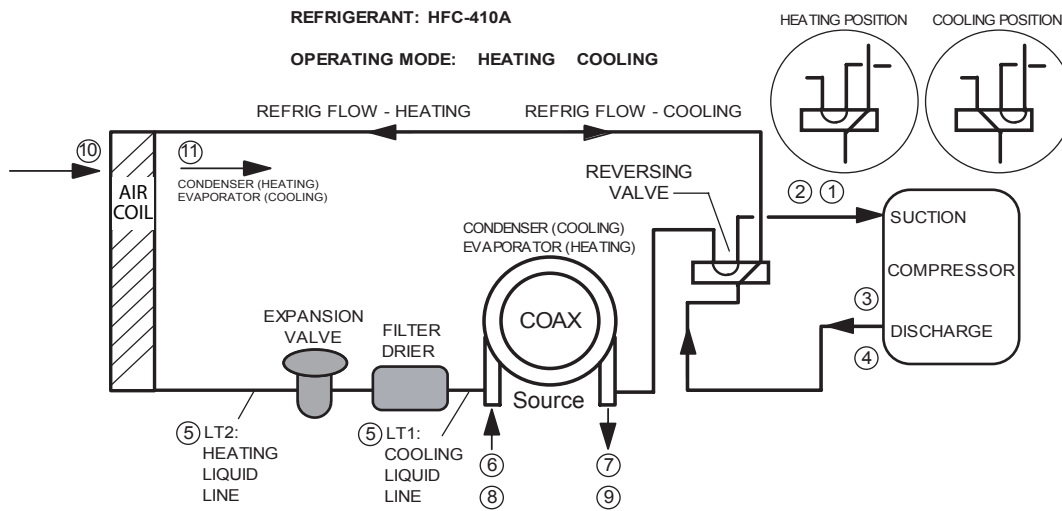 REFRIGERANT: HFC-410A
HEATING POSITION
COOLING POSITION
OPERATING MODE: HEATING COOLING
REFRIG FLOW - HEATING
REFRIG FLOW - COOLING
10
11
CONDENSER (HEATING)
EVAPORATOR (COOLING)
AIR
COIL
REVERSING
VALVE
2 1
SUCTION
CONDENSER (COOLING)
EVAPORATOR (HEATING)
COMPRESSOR
3
DISCHARGE
4
EXPANSION
VALVE
FILTER
DRIER
COAX
Source
5 LT2:
HEATING
LIQUID
LINE
5 LT1:
COOLING
LIQUID
LINE
6
8
7
9